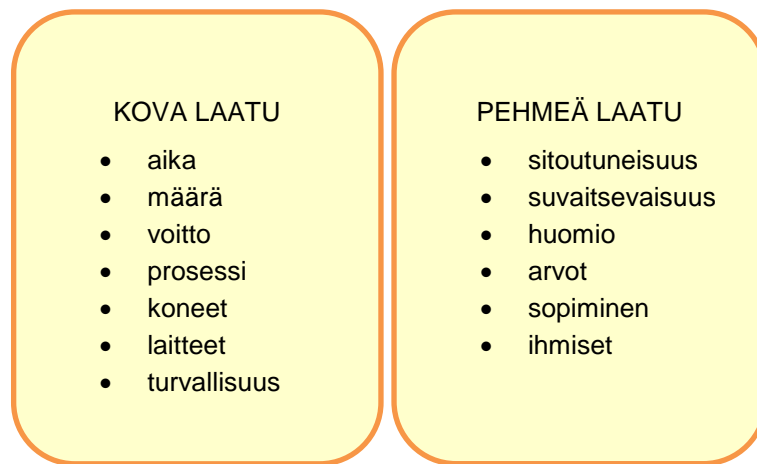 KOVA LAATU
• aika
• määrä
• voitto
• prosessi
• koneet
• laitteet
• turvallisuus
PEHMEÄ LAATU
• sitoutuneisuus
• suvaitsevaisuus
• huomio
• arvot
• sopiminen
• ihmiset